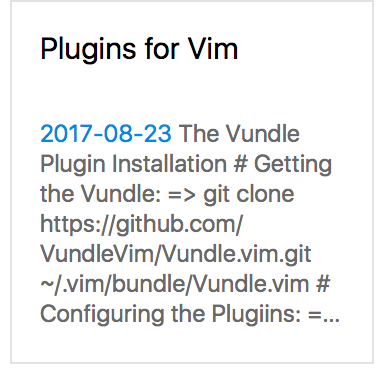 Plugins for Vim
2017-08-23 The Vundle
Plugin Installation # Getting
the Vundle: => git clone
https://github.com/
VundleVim/Vundle.vim.git
~/.vim/bundle/Vundle.vim #
Configuring the Plugiins: =...